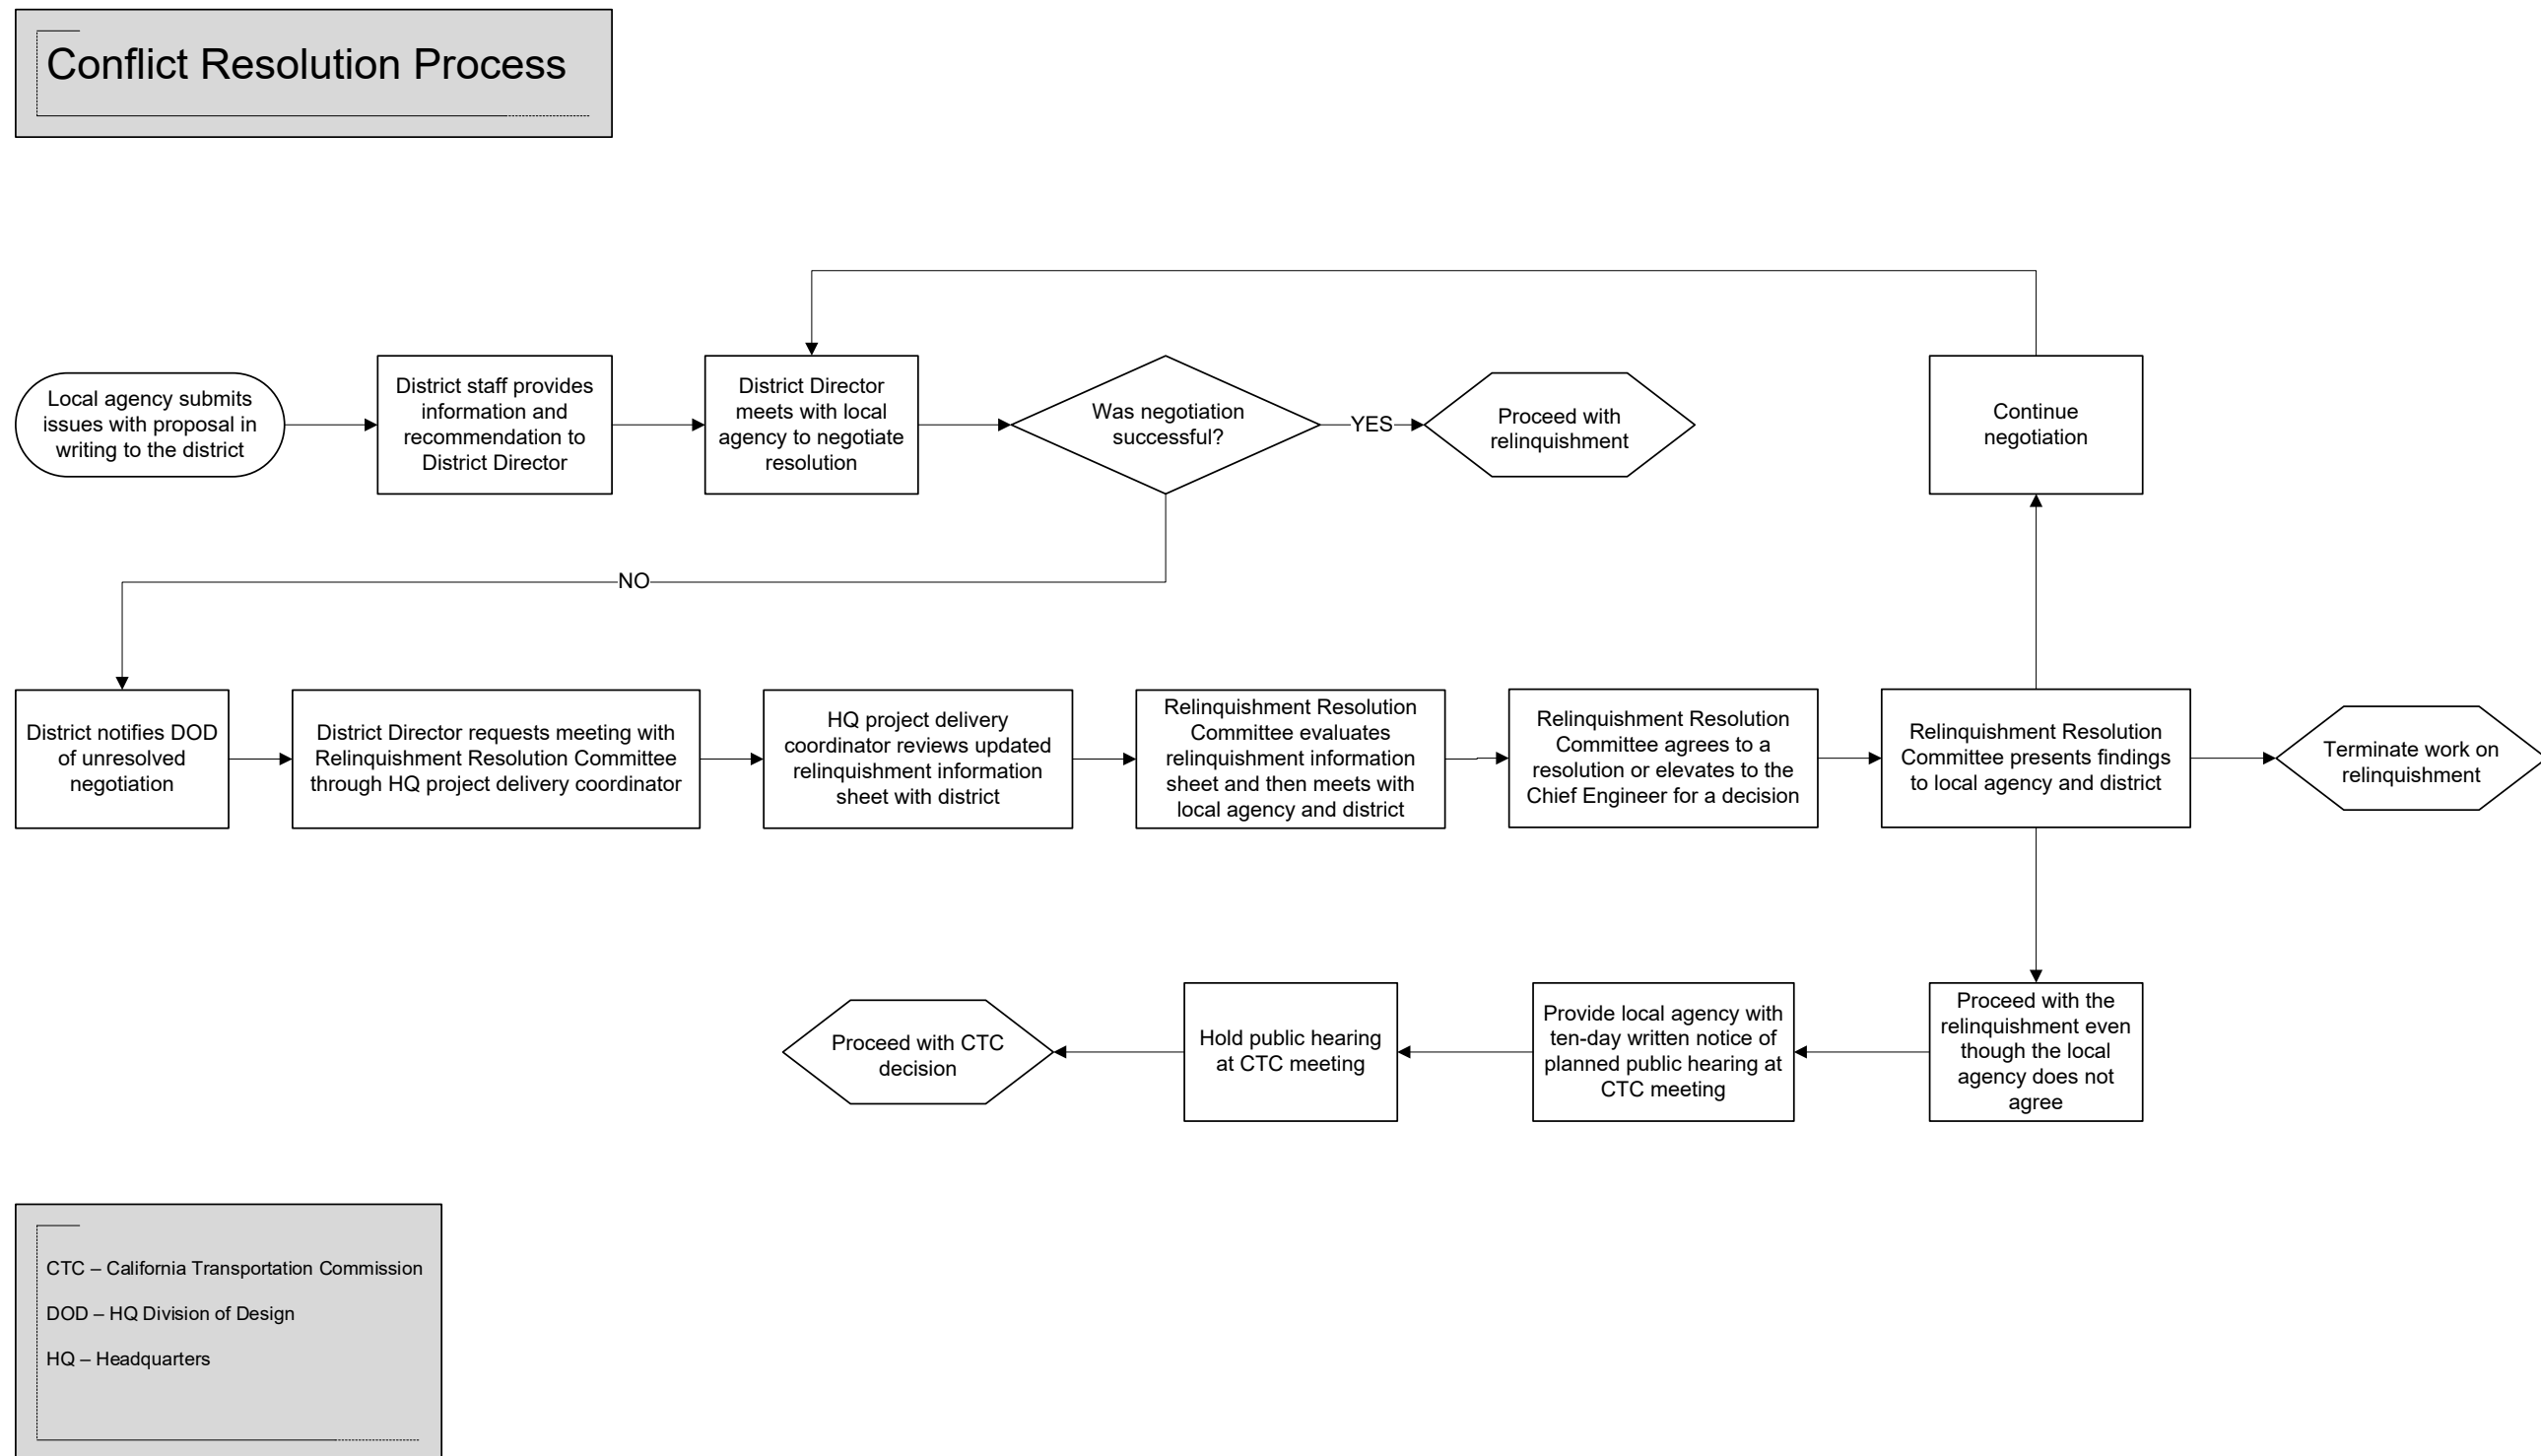 Conflict Resolution Process
Local agency submits
issues with proposal in
writing to the district
District staff provides
information and
recommendation to
District Director
District Director
meets with local
agency to negotiate
resolution
Was negotiation
successful?
YES
Proceed with
relinquishment
Continue
negotiation
NO
District notifies DOD
of unresolved
negotiation
District Director requests meeting with
Relinquishment Resolution Committee
through HQ project delivery coordinator
HQ project delivery
coordinator reviews updated
relinquishment information
sheet with district
Relinquishment Resolution
Committee evaluates
relinquishment information
sheet and then meets with
local agency and district
Relinquishment Resolution
Committee agrees to a
resolution or elevates to the
Chief Engineer for a decision
Relinquishment Resolution
Committee presents findings
to local agency and district
Terminate work on
relinquishment
Proceed with CTC
decision
Hold public hearing
at CTC meeting
Provide local agency with
ten-day written notice of
planned public hearing at
CTC meeting
Proceed with the
relinquishment even
though the local
agency does not
agree
CTC – California Transportation Commission
DOD – HQ Division of Design
HQ – Headquarters